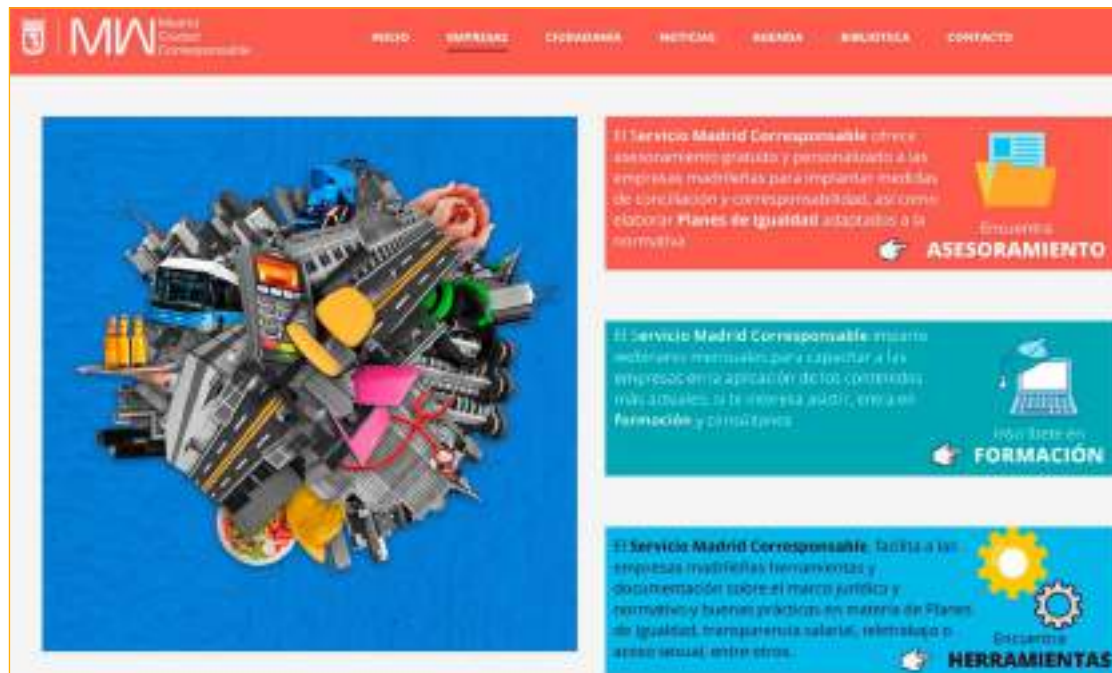 Madrid
Ciudad
Corresponsable
INICIO EMPRESAS CIUDADANÍA NOTICIAS AGENDA BIBLIOTECA CONTACTO
El Servicio Madrid Corresponsable ofrece
asesoramiento gratuito y personalizado a las
empresas madrileñas para implantar medidas
de conciliación y corresponsabilidad, así como
elaborar Planes de Igualdad adaptados a la
normativa
Encuentra
ASESORAMIENTO
El Servicio Madrid Corresponsable imparte
webinarios mensuales para capacitar a las
empresas en la aplicación de los contenidos
más actuales, si te interesa asistir, entra en
formación y consúltanos
Inscríbete en
FORMACIÓN
El Servicio Madrid Corresponsable, facilita a las
empresas madrileñas herramientas y
documentación sobre el marco jurídico y
normativo y buenas prácticas en materia de Planes
de Igualdad, transparencia salarial, teletrabajo o
acoso sexual, entre otros.
Encuentra
HERRAMIENTAS